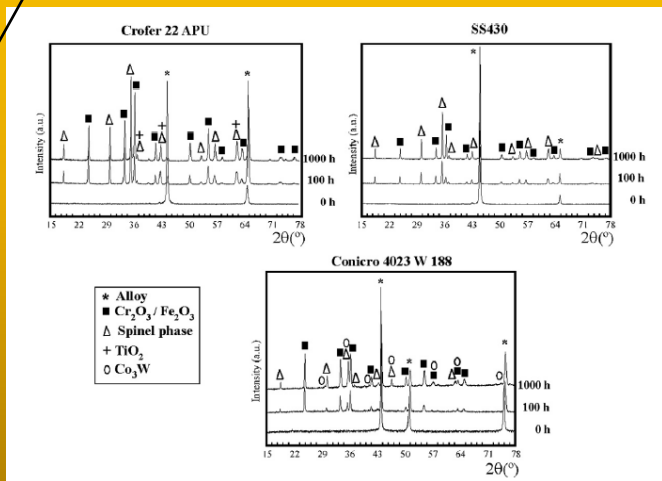 Crofer 22 APU
Intensity (a.u.)
1000 h
100 h
0 h
15 22 29 36 43 50 57 64 71 78
2θ(º)
SS430
Intensity (a.u.)
1000 h
100 h
0 h
15 22 29 36 43 50 57 64 71 78
2θ(º)
Conicro 4023 W 188
Intensity (a.u.)
1000 h
100 h
0 h
15 22 29 36 43 50 57 64 71 78
2θ(º)
* Alloy
■ Cr₂O₃ / Fe₂O₃
Δ Spinel phase
+ TiO₂
O Co₃W